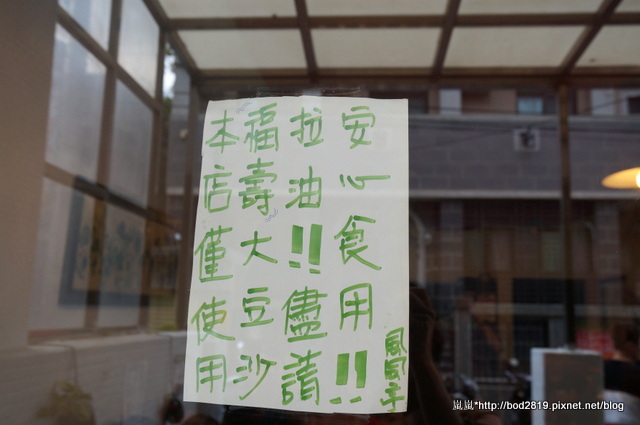 本店僅使用
福壽大豆沙
拉油!!儘請
安心食用!!
嵐嵐*http://bod2819.pixnet.net/blog